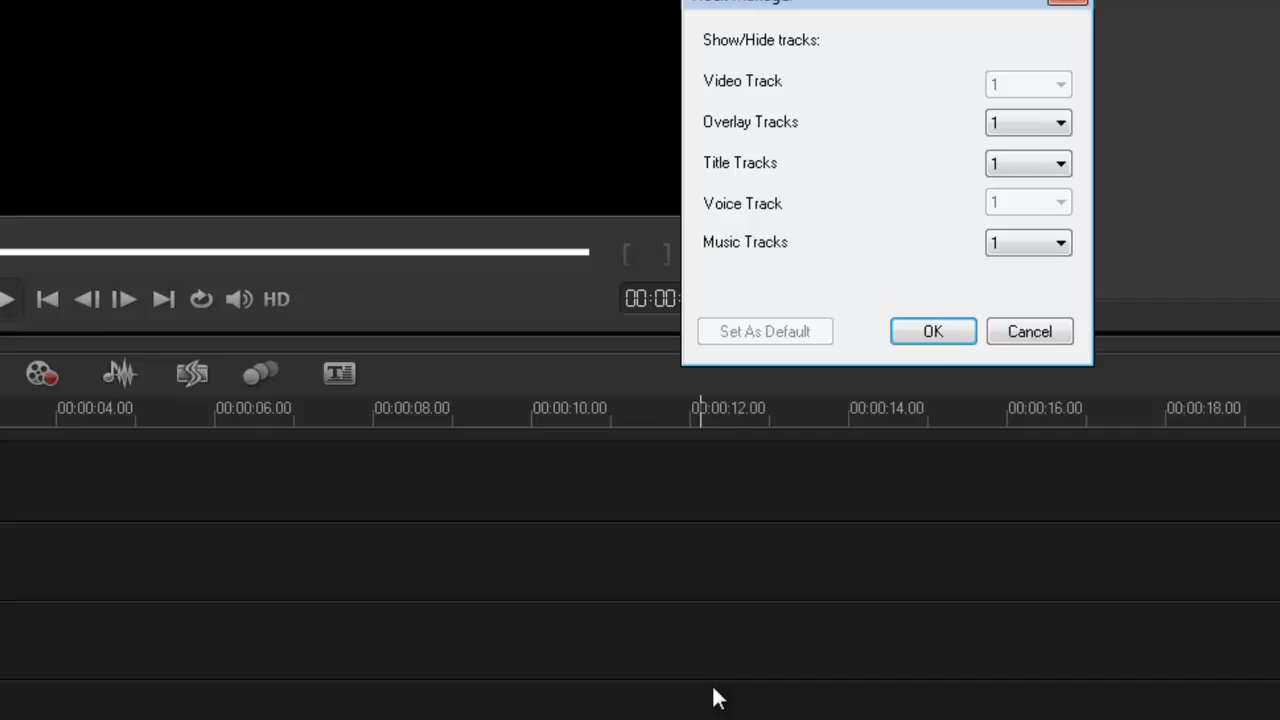 Show/Hide tracks:
Video Track 1
Overlay Tracks 1
Title Tracks 1
Voice Track 1
Music Tracks 1
Set As Default OK Cancel
[ ]
HD 00:00:
00:00:04.00 00:00:06.00 00:00:08.00 00:00:10.00 00:00:12.00 00:00:14.00 00:00:16.00 00:00:18.00